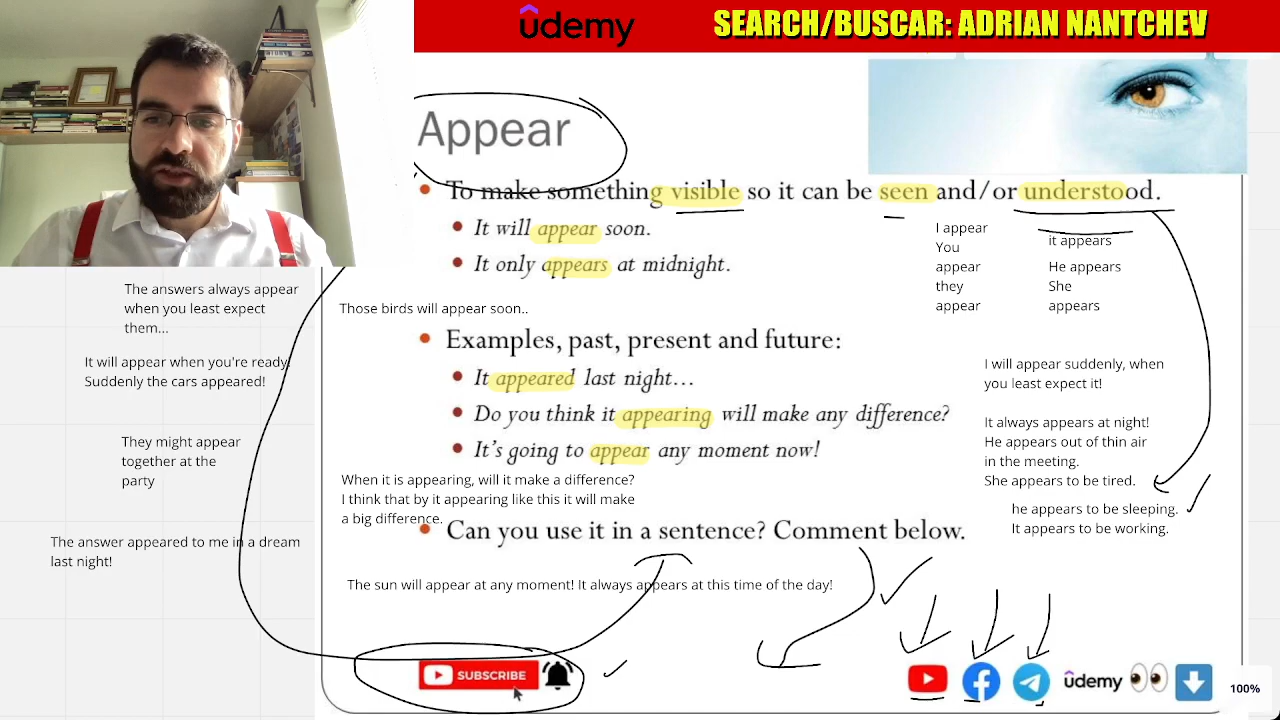 ûdemy
SEARCH/BUSCAR: ADRIAN NANTCHEV
Appear
To make something visible so it can be seen and/or understood.
It will appear soon.
It only appears at midnight.
I appear
You
appear
they
appear
it appears
He appears
She
appears
The answers always appear
when you least expect
them...
Those birds will appear soon..
Examples, past, present and future:
It appeared last night...
Do you think it appearing will make any difference?
It's going to appear any moment now!
It will appear when you're ready.
Suddenly the cars appeared!
They might appear
together at the
party
I will appear suddenly, when
you least expect it!
It always appears at night!
He appears out of thin air
in the meeting.
She appears to be tired.
he appears to be sleeping.
It appears to be working.
When it is appearing, will it make a difference?
I think that by it appearing like this it will make
a big difference.
Can you use it in a sentence? Comment below.
The answer appeared to me in a dream
last night!
The sun will appear at any moment! It always appears at this time of the day!
SUBSCRIBE
ûdemy
100%